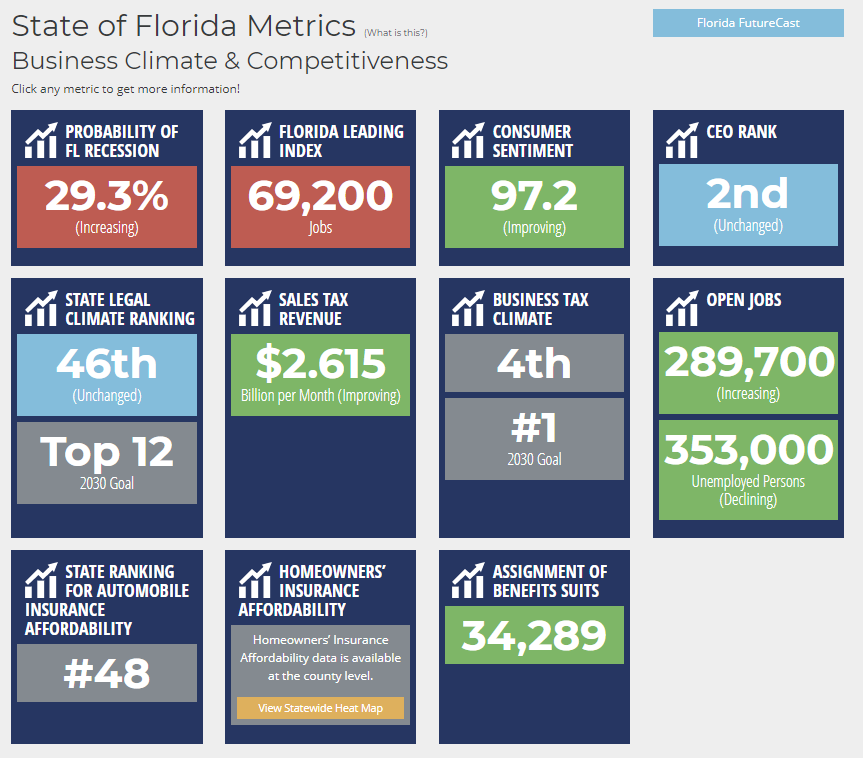 State of Florida Metrics (What is this?)
Florida FutureCast
Business Climate & Competitiveness
Click any metric to get more information!
PROBABILITY OF
FL RECESSION
29.3%
(Increasing)
FLORIDA LEADING
INDEX
69,200
Jobs
CONSUMER
SENTIMENT
97.2
(Improving)
CEO RANK
2nd
(Unchanged)
STATE LEGAL
CLIMATE RANKING
46th
(Unchanged)
Top 12
2030 Goal
SALES TAX
REVENUE
$2.615
Billion per Month (Improving)
BUSINESS TAX
CLIMATE
4th
#1
2030 Goal
OPEN JOBS
289,700
(Increasing)
353,000
Unemployed Persons
(Declining)
STATE RANKING
FOR AUTOMOBILE
INSURANCE
AFFORDABILITY
#48
HOMEOWNERS’
INSURANCE
AFFORDABILITY
Homeowners’ Insurance
Affordability data is available
at the county level.
View Statewide Heat Map
ASSIGNMENT OF
BENEFITS SUITS
34,289